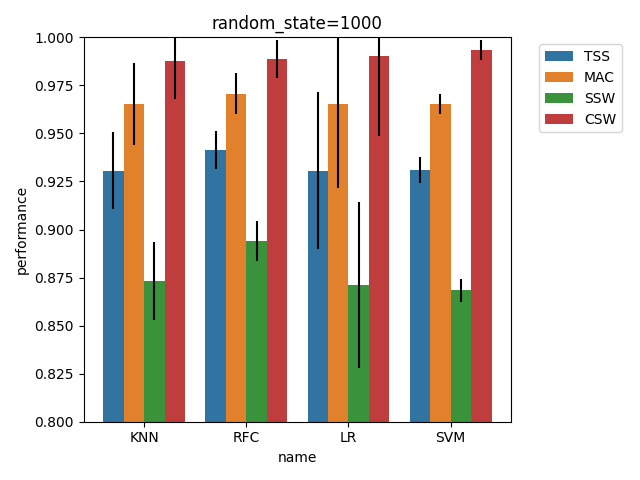 random_state=1000
1.000
0.975
0.950
0.925
0.900
0.875
0.850
0.825
0.800
performance
KNN RFC LR SVM
name
TSS
MAC
SSW
CSW